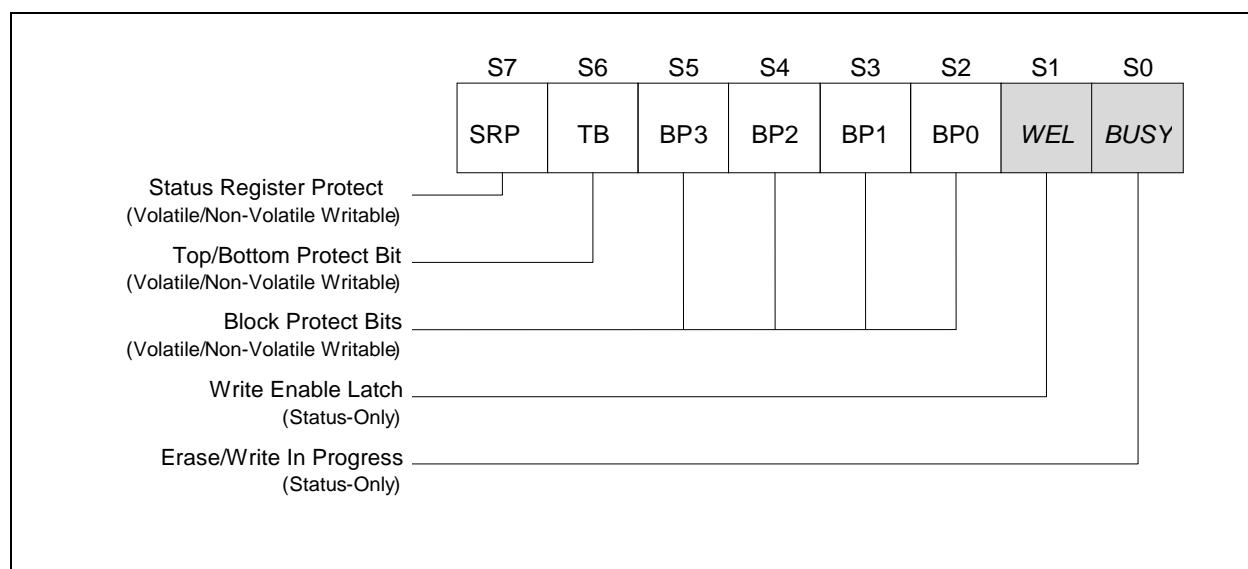 S7 S6 S5 S4 S3 S2 S1 S0
SRP TB BP3 BP2 BP1 BP0 WEL BUSY
Status Register Protect
(Volatile/Non-Volatile Writable)
Top/Bottom Protect Bit
(Volatile/Non-Volatile Writable)
Block Protect Bits
(Volatile/Non-Volatile Writable)
Write Enable Latch
(Status-Only)
Erase/Write In Progress
(Status-Only)